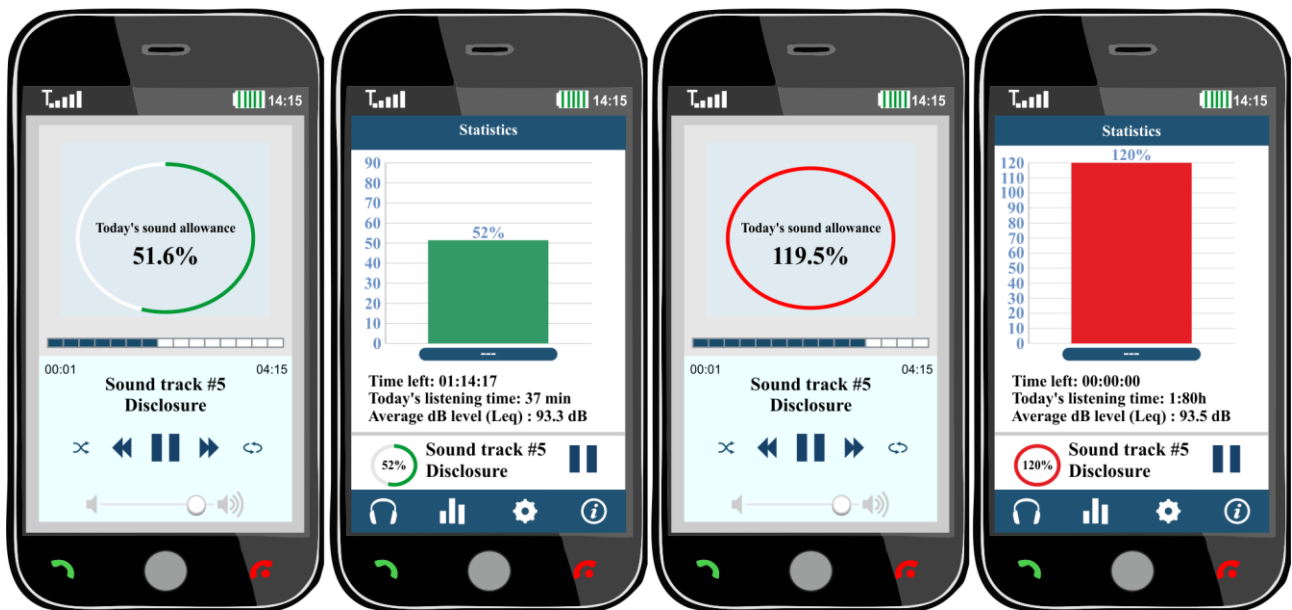 14:15
Today's sound allowance
51.6%
00:01
04:15
Sound track #5
Disclosure
14:15
Statistics
90
80
70
60
50
40
30
20
10
0
52%
---
Time left: 01:14:17
Today's listening time: 37 min
Average dB level (Leq) : 93.3 dB
52%
Sound track #5
Disclosure
i
14:15
Today's sound allowance
119.5%
00:01
04:15
Sound track #5
Disclosure
14:15
Statistics
120%
120
110
100
90
80
70
60
50
40
30
20
10
0
---
Time left: 00:00:00
Today's listening time: 1:80h
Average dB level (Leq) : 93.5 dB
120%
Sound track #5
Disclosure
i